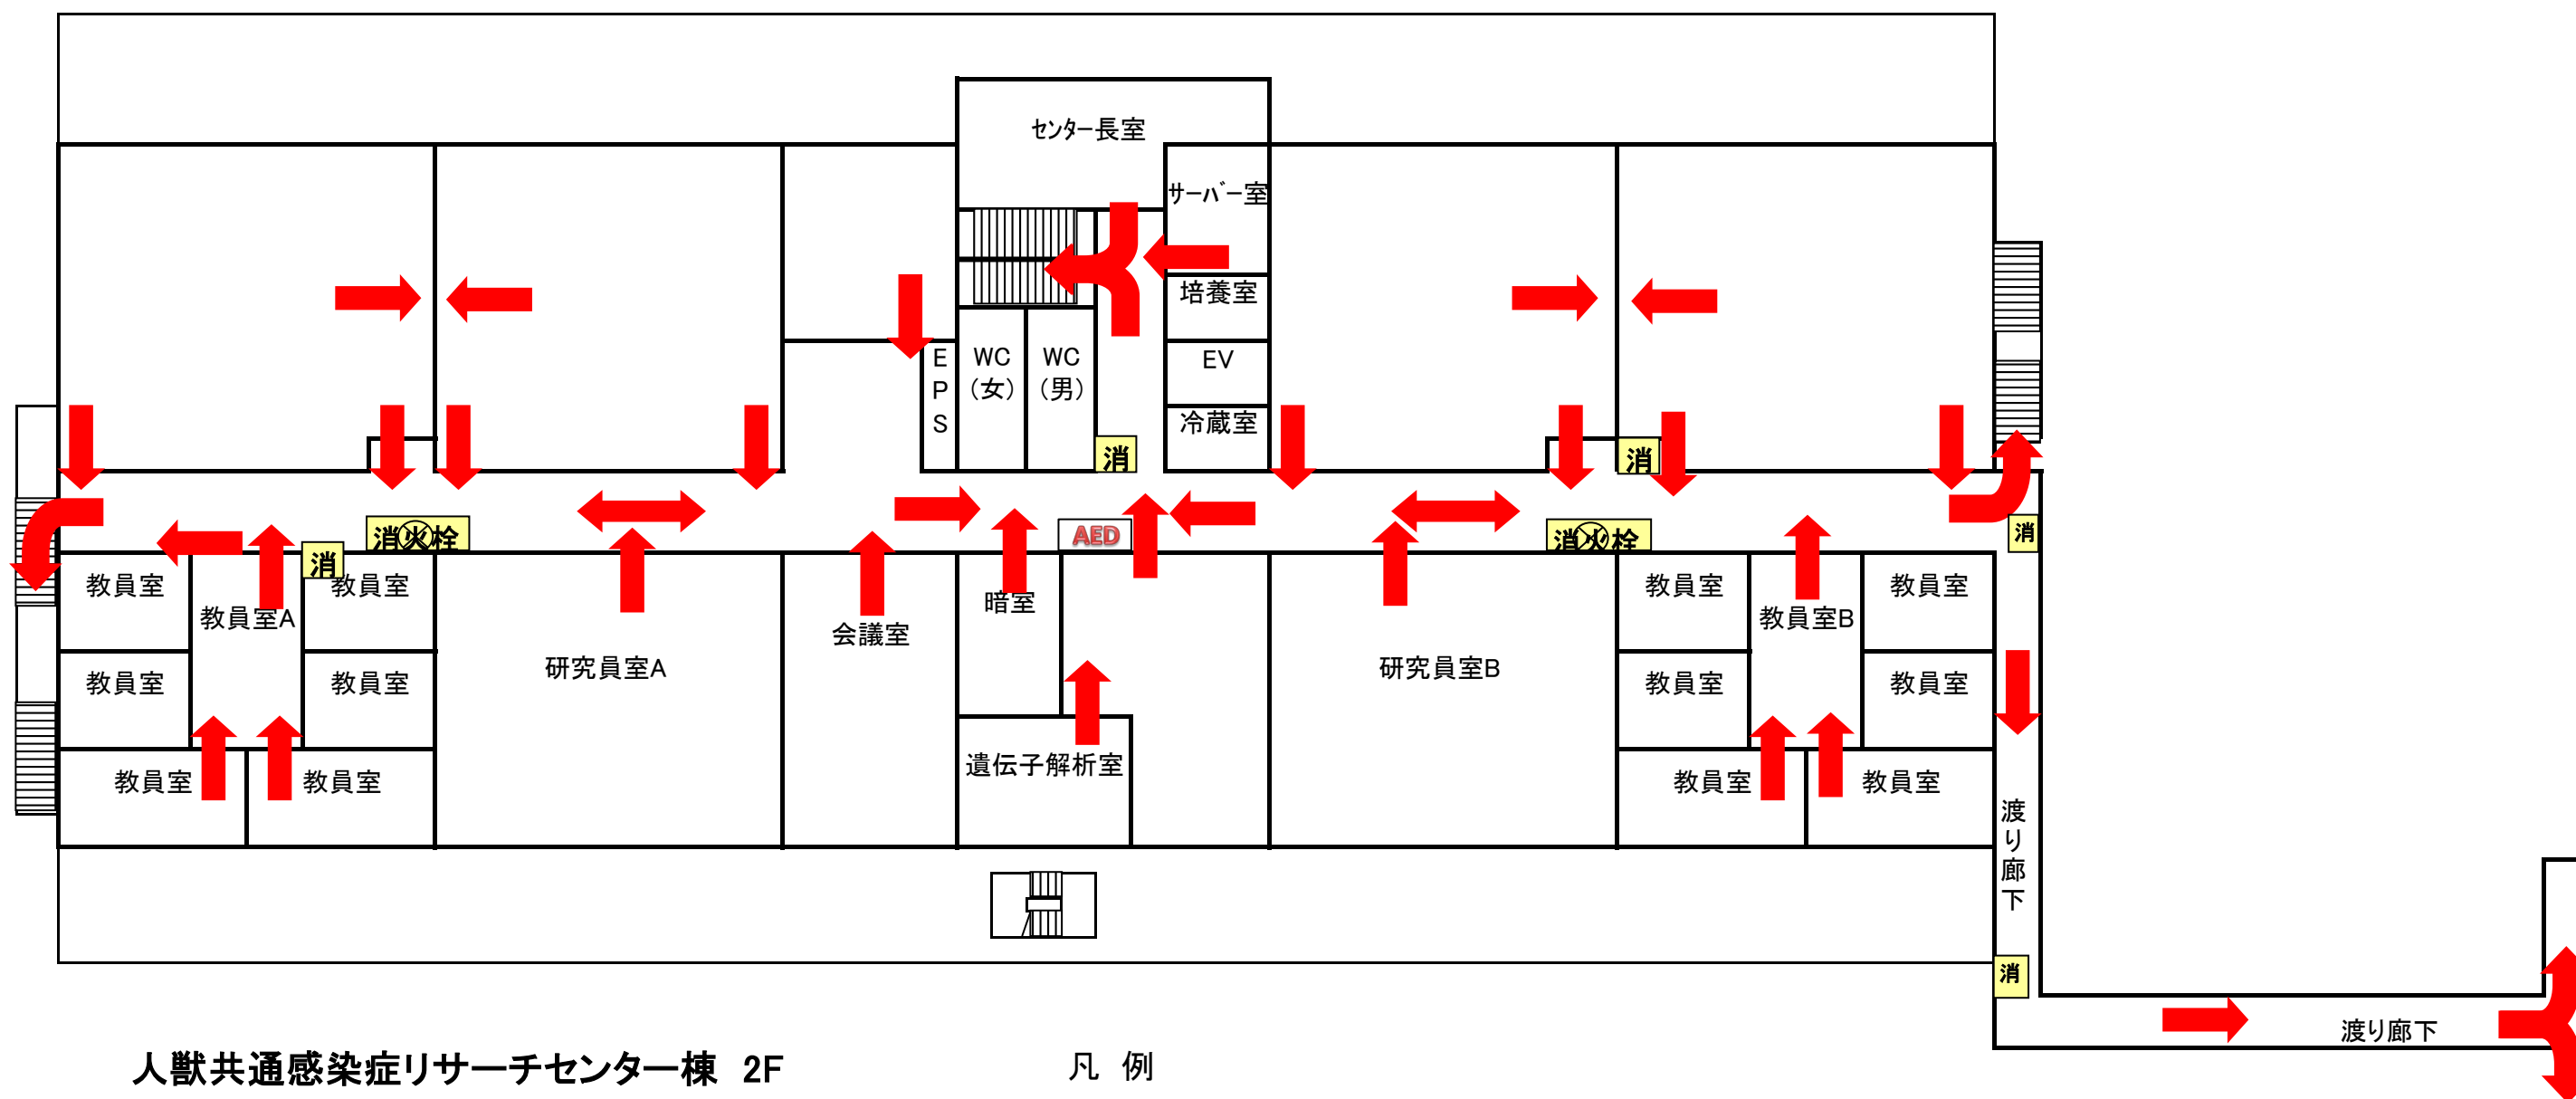 センター長室
サーバー室
培養室
EPS
WC
(女)
WC
(男)
EV
冷蔵室
消
消
消火栓
AED
消火栓
消
消
教員室
教員室A
教員室
暗室
教員室
教員室B
教員室
会議室
研究員室A
研究員室B
教員室
教員室
教員室
教員室
遺伝子解析室
教員室
教員室
教員室
教員室
渡り廊下
消
渡り廊下
人獣共通感染症リサーチセンター棟 2F
凡 例